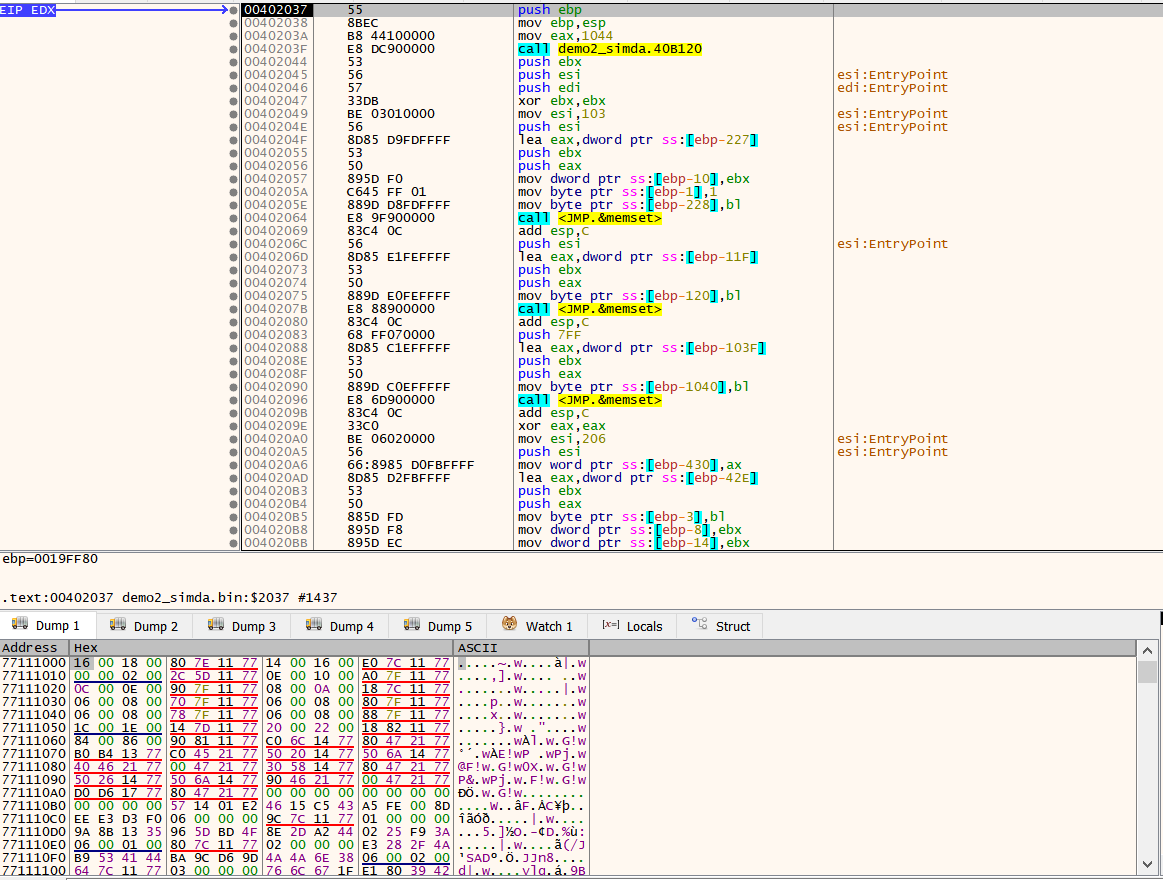 EIP EDX 00402037 55 push ebp
00402038 8BEC mov ebp,esp
0040203A B8 44100000 mov eax,1044
0040203F E8 DC900000 call demo2_simda.40B120
00402044 53 push ebx
00402045 56 push esi esi:EntryPoint
00402046 57 push edi edi:EntryPoint
00402047 33DB xor ebx,ebx
00402049 BE 03010000 mov esi,103 esi:EntryPoint
0040204E 56 push esi esi:EntryPoint
0040204F 8D85 D9FDFFFF lea eax,dword ptr ss:[ebp-227]
00402055 53 push ebx
00402056 50 push eax
00402057 895D F0 mov dword ptr ss:[ebp-10],ebx
0040205A C645 FF 01 mov byte ptr ss:[ebp-1],1
0040205E 889D D8FDFFFF mov byte ptr ss:[ebp-228],bl
00402064 E8 9F900000 call <JMP.&memset>
00402069 83C4 0C add esp,C
0040206C 56 push esi esi:EntryPoint
0040206D 8D85 E1FEFFFF lea eax,dword ptr ss:[ebp-11F]
00402073 53 push ebx
00402074 50 push eax
00402075 889D E0FEFFFF mov byte ptr ss:[ebp-120],bl
0040207B E8 88900000 call <JMP.&memset>
00402080 83C4 0C add esp,C
00402083 68 FF070000 push 7FF
00402088 8D85 C1EFFFFF lea eax,dword ptr ss:[ebp-103F]
0040208E 53 push ebx
0040208F 50 push eax
00402090 889D C0EFFFFF mov byte ptr ss:[ebp-1040],bl
00402096 E8 6D900000 call <JMP.&memset>
0040209B 83C4 0C add esp,C
0040209E 33C0 xor eax,eax
004020A0 BE 06020000 mov esi,206 esi:EntryPoint
004020A5 56 push esi esi:EntryPoint
004020A6 66:8985 D0FBFFFF mov word ptr ss:[ebp-430],ax
004020AD 8D85 D2FBFFFF lea eax,dword ptr ss:[ebp-42E]
004020B3 53 push ebx
004020B4 50 push eax
004020B5 885D FD mov byte ptr ss:[ebp-3],bl
004020B8 895D F8 mov dword ptr ss:[ebp-8],ebx
004020BB 895D EC mov dword ptr ss:[ebp-14],ebx
ebp=0019FF80
.text:00402037 demo2_simda.bin:$2037 #1437
Dump 1 Dump 2 Dump 3 Dump 4 Dump 5 Watch 1 [x=] Locals Struct
Address Hex ASCII
77111000 16 00 18 00 80 7E 11 77 14 00 16 00 E0 7C 11 77 .....~.w....à|.w
77111010 00 00 02 00 2C 5D 11 77 0E 00 10 00 A0 7F 11 77 ....,].w.... ..w
77111020 0C 00 0E 00 90 7F 11 77 08 00 0A 00 18 7C 11 77 .......w.....|.w
77111030 06 00 08 00 70 7F 11 77 06 00 08 00 80 7F 11 77 ....p..w.......w
77111040 06 00 08 00 78 7F 11 77 06 00 08 00 88 7F 11 77 ....x..w.......w
77111050 1C 00 1E 00 14 7D 11 77 20 00 22 00 18 82 11 77 .....}.w ."....w
77111060 84 00 86 00 90 81 11 77 C0 6C 14 77 80 47 21 77 .......wÀl.w.G!w
77111070 B0 B4 13 77 C0 45 21 77 50 20 14 77 50 6A 14 77 °´.wÀE!wP .wPj.w
77111080 40 46 21 77 00 47 21 77 30 58 14 77 80 47 21 77 @F!w.G!w0X.w.G!w
77111090 50 26 14 77 50 6A 14 77 90 46 21 77 00 47 21 77 P&.wPj.w.F!w.G!w
771110A0 D0 D6 17 77 80 47 21 77 00 00 00 00 00 00 00 00 ÐÖ.w.G!w........
771110B0 00 00 00 00 57 14 01 E2 46 15 C5 43 A5 FE 00 8D ....W..âF.ÅC¥þ..
771110C0 EE E3 D3 F0 06 00 00 00 9C 7C 11 77 01 00 00 00 îãÓð.....|.w....
771110D0 9A 8B 13 35 96 5D BD 4F 8E 2D A2 44 02 25 F9 3A ...5.]½O.-¢D.%ù:
771110E0 06 00 01 00 80 7C 11 77 02 00 00 00 E3 28 2F 4A .....|.w....ã(/J
771110F0 B9 53 41 44 BA 9C D6 9D 4A 4A 6E 38 06 00 02 00 ¹SADº.Ö.JJn8....
77111100 64 7C 11 77 03 00 00 00 76 6C 67 1F E1 80 39 42 d|.w....vlg.á.9B